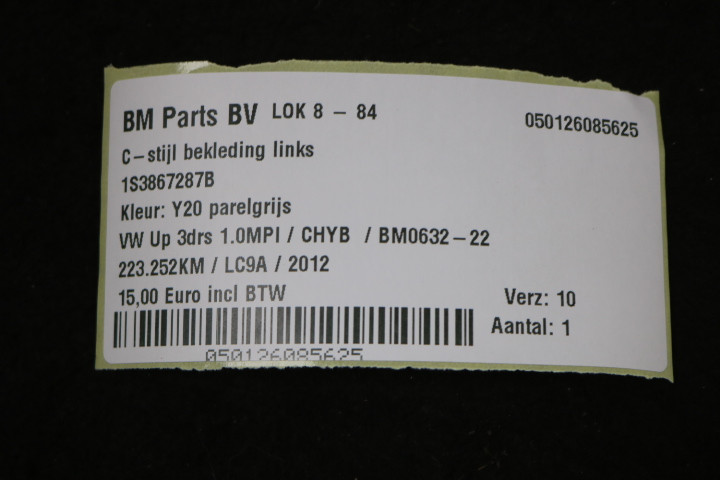 BM Parts BV LOK 8 - 84
050126085625
C-stijl bekleding links
1S3867287B
Kleur: Y20 parelgrijs
VW Up 3drs 1.0MPI / CHYB / BM0632-22
223.252KM / LC9A / 2012
15,00 Euro incl BTW
Verz: 10
Aantal: 1
050126085625